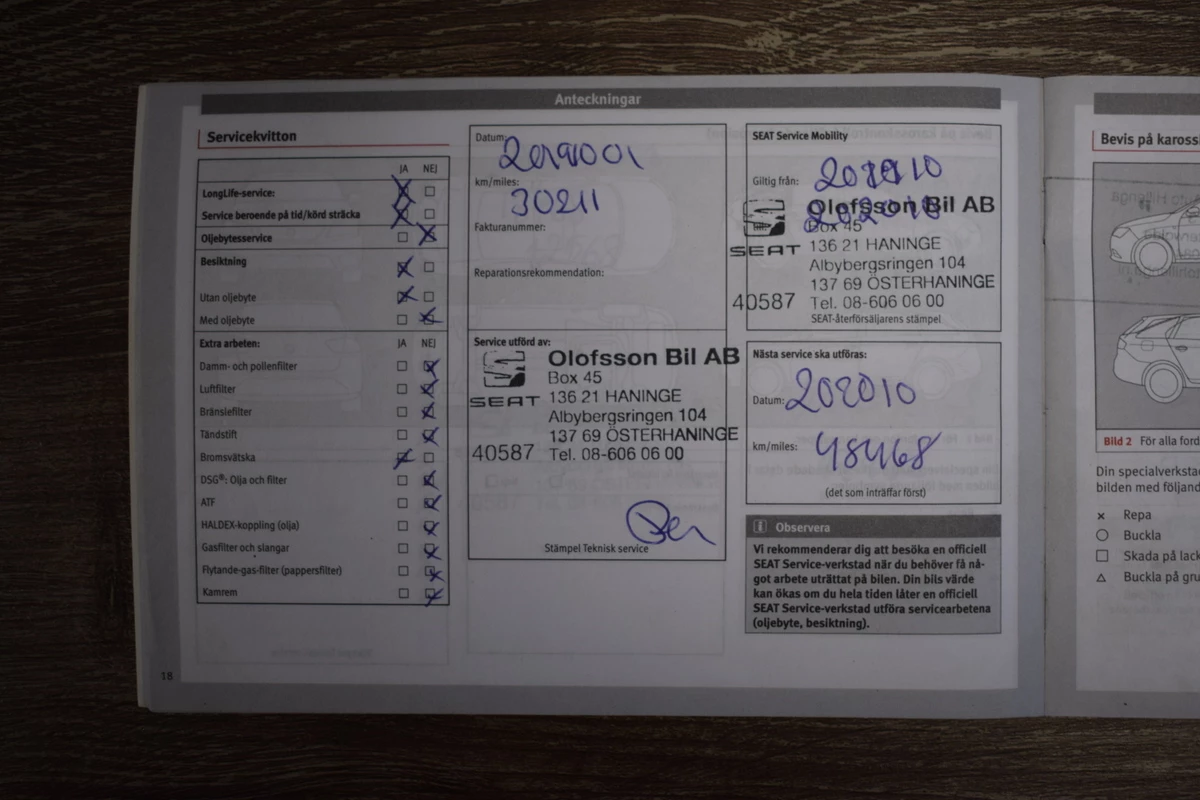 Anteckningar
Servicekvitton
JA NEJ
LongLife-service:
Service beroende på tid/körd sträcka
Oljebytesservice
Besiktning
Utan oljebyte
Med oljebyte
Extra arbeten: JA NEJ
Damm- och pollenfilter
Luftfilter
Bränslefilter
Tändstift
Bromsvätska
DSG®: Olja och filter
ATF
HALDEX-koppling (olja)
Gasfilter och slangar
Flytande-gas-filter (pappersfilter)
Kamrem
18
Datum:
km/miles:
30211
Fakturanummer:
Reparationsrekommendation:
Service utförd av:
SEAT
Olofsson Bil AB
Box 45
136 21 HANINGE
Albybergsringen 104
137 69 ÖSTERHANINGE
40587 Tel. 08-606 06 00
Stämpel Teknisk service
SEAT Service Mobility
Giltig från:
SEAT
Olofsson Bil AB
Box 45
136 21 HANINGE
Albybergsringen 104
137 69 ÖSTERHANINGE
40587 Tel. 08-606 06 00
SEAT-återförsäljarens stämpel
Nästa service ska utföras:
Datum: 202010
km/miles: 48468
(det som inträffar först)
i Observera
Vi rekommenderar dig att besöka en officiell
SEAT Service-verkstad när du behöver få nå-
got arbete uträttat på bilen. Din bils värde
kan ökas om du hela tiden låter en officiell
SEAT Service-verkstad utföra servicearbetena
(oljebyte, besiktning).
Bevis på kaross
Bild 2 För alla ford
Din specialverksta
bilden med följand
Repa
Buckla
Skada på lack
Buckla på gru